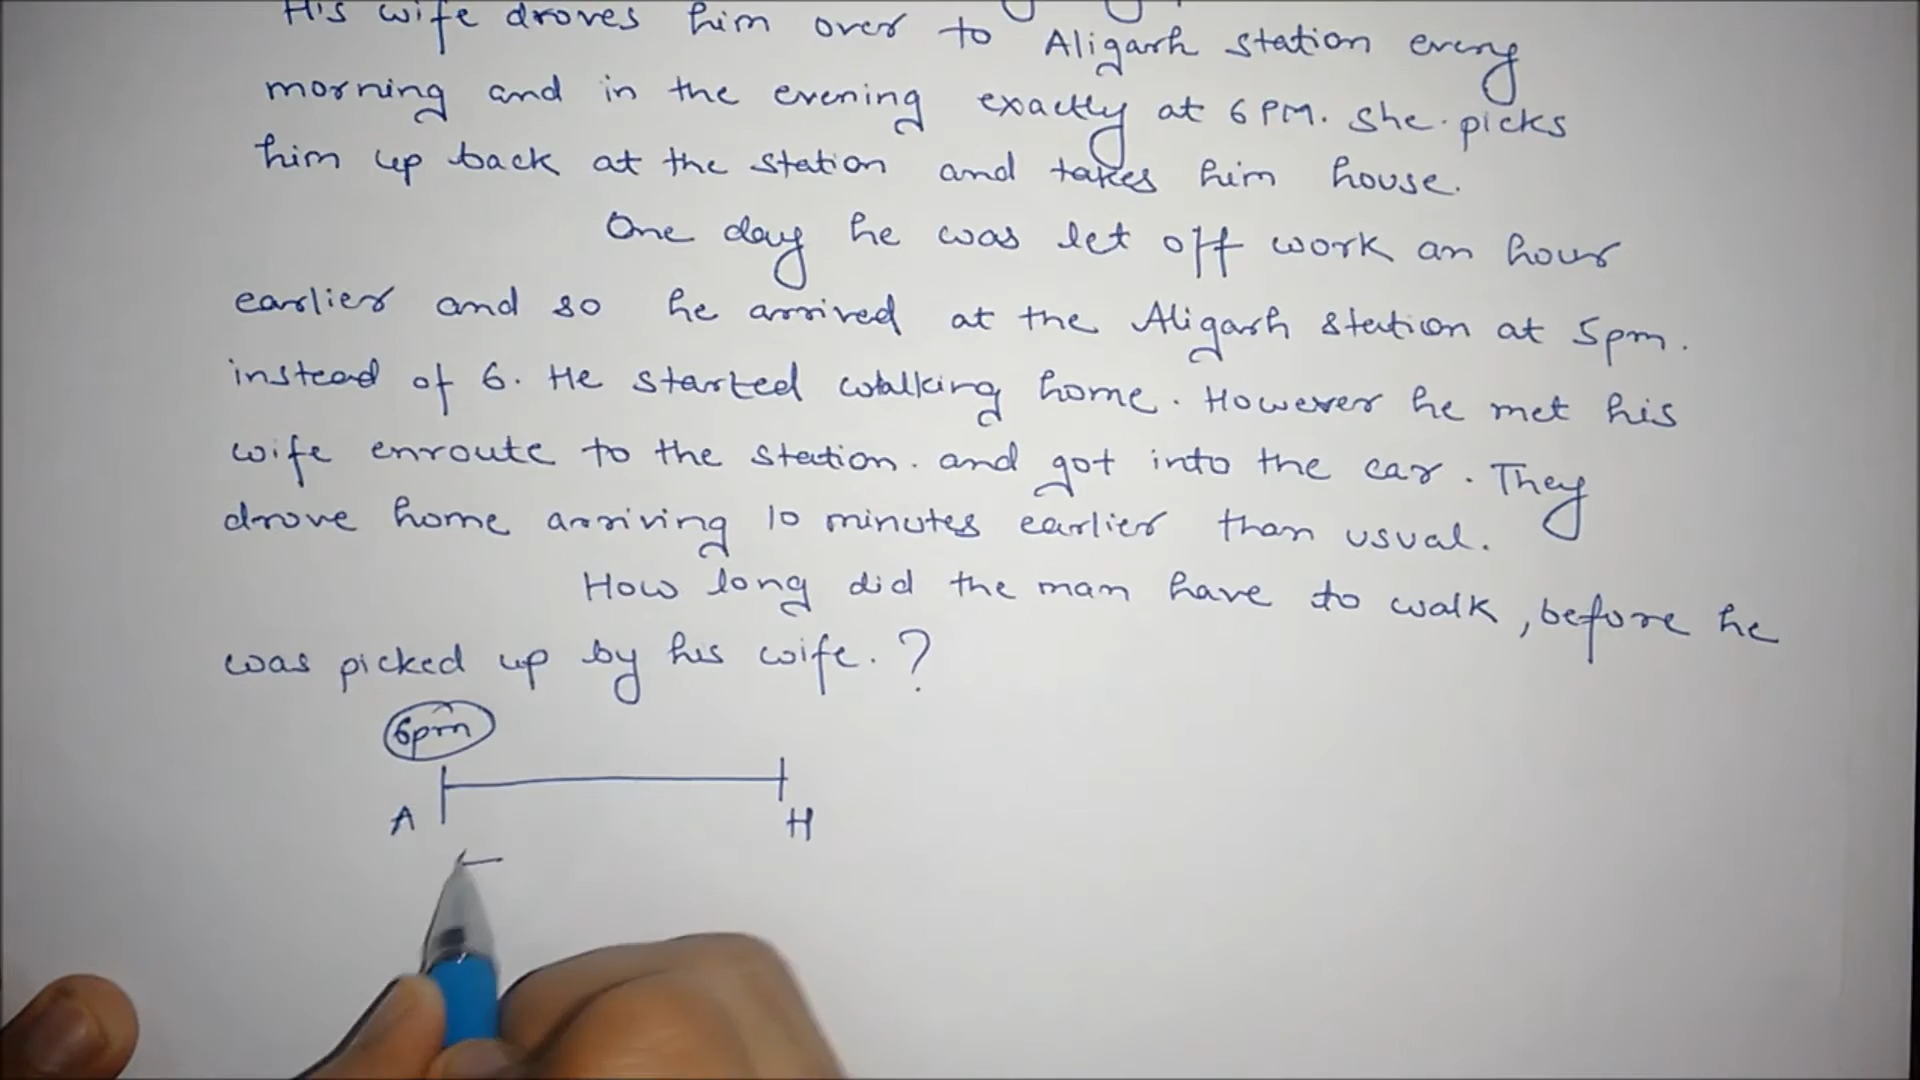 His wife droves him over to Aligarh station every
morning and in the evening exactly at 6 PM. She picks
him up back at the station and takes him house.
One day he was let off work an hour
earlier and so he arrived at the Aligarh station at 5pm.
instead of 6. He started walking home. However he met his
wife enroute to the station. and got into the car. They
drove home arriving 10 minutes earlier than usual.
How long did the man have to walk, before he
was picked up by his wife. ?
6pm
A
H